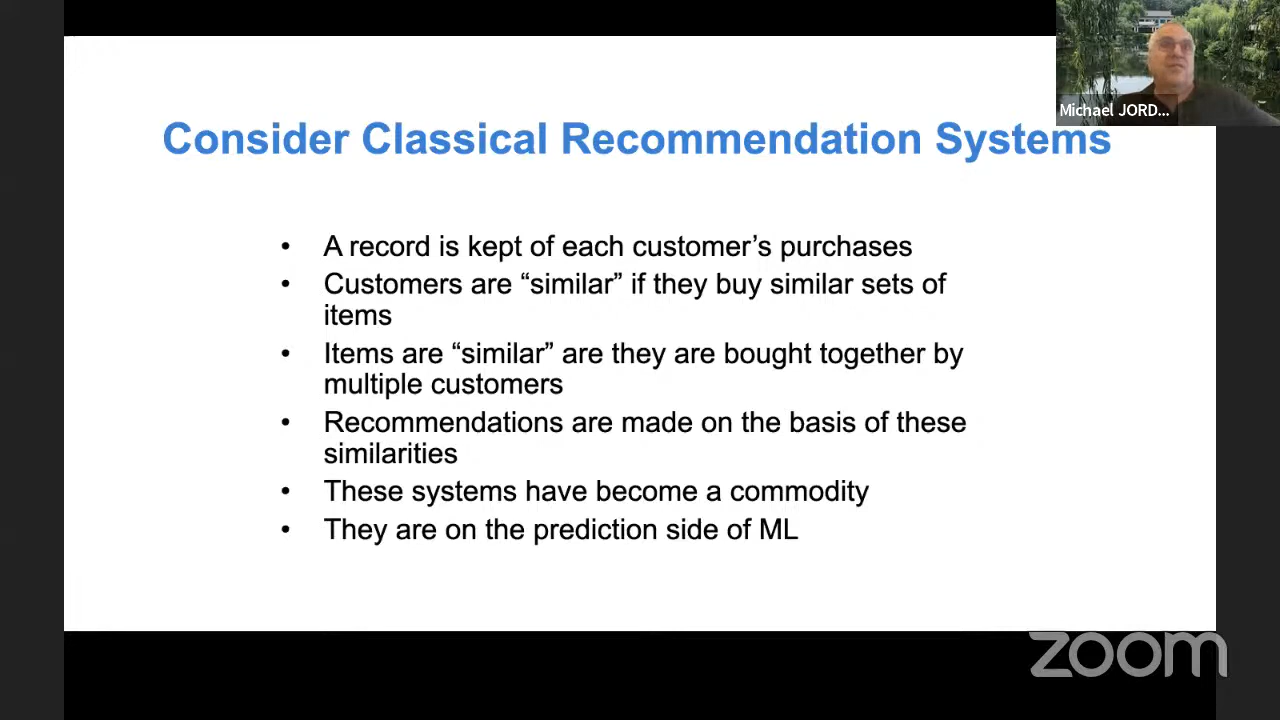 Michael JORD...
Consider Classical Recommendation Systems
• A record is kept of each customer’s purchases
• Customers are “similar” if they buy similar sets of
items
• Items are “similar” are they are bought together by
multiple customers
• Recommendations are made on the basis of these
similarities
• These systems have become a commodity
• They are on the prediction side of ML
zoom